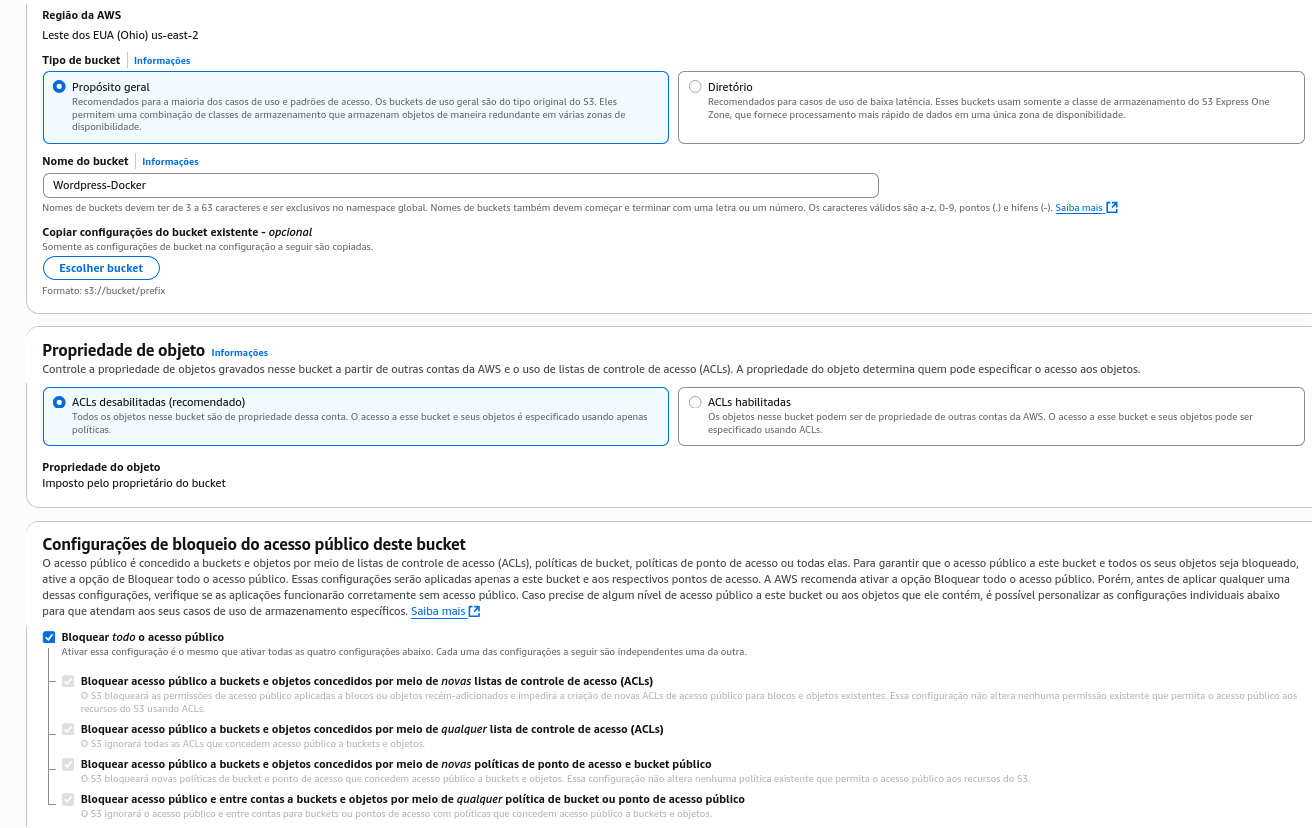 Região da AWS
Leste dos EUA (Ohio) us-east-2
Tipo de bucket | Informações
Propósito geral
Recomendados para a maioria dos casos de uso e padrões de acesso. Os buckets de uso geral são do tipo original do S3. Eles
permitem uma combinação de classes de armazenamento que armazenam objetos de maneira redundante em várias zonas de
disponibilidade.
Diretório
Recomendados para casos de uso de baixa latência. Esses buckets usam somente a classe de armazenamento do S3 Express One
Zone, que fornece processamento mais rápido de dados em uma única zona de disponibilidade.
Nome do bucket | Informações
Wordpress-Docker
Nomes de buckets devem ter de 3 a 63 caracteres e ser exclusivos no namespace global. Nomes de buckets também devem começar e terminar com uma letra ou um número. Os caracteres válidos são a-z, 0-9, pontos (.) e hifens (-). Saiba mais
Copiar configurações do bucket existente - opcional
Somente as configurações de bucket na configuração a seguir são copiadas.
Escolher bucket
Formato: s3://bucket/prefix
Propriedade de objeto Informações
Controle a propriedade de objetos gravados nesse bucket a partir de outras contas da AWS e o uso de listas de controle de acesso (ACLs). A propriedade do objeto determina quem pode especificar o acesso aos objetos.
ACLs desabilitadas (recomendado)
Todos os objetos nesse bucket são de propriedade dessa conta. O acesso a esse bucket e seus objetos é especificado usando apenas
políticas.
ACLs habilitadas
Os objetos nesse bucket podem ser de propriedade de outras contas da AWS. O acesso a esse bucket e seus objetos pode ser
especificado usando ACLs.
Propriedade do objeto
Imposto pelo proprietário do bucket
Configurações de bloqueio do acesso público deste bucket
O acesso público é concedido a buckets e objetos por meio de listas de controle de acesso (ACLs), políticas de bucket, políticas de ponto de acesso ou todas elas. Para garantir que o acesso público a este bucket e todos os seus objetos seja bloqueado,
ative a opção de Bloquear todo o acesso público. Essas configurações serão aplicadas apenas a este bucket e aos respectivos pontos de acesso. A AWS recomenda ativar a opção Bloquear todo o acesso público. Porém, antes de aplicar qualquer uma
dessas configurações, verifique se as aplicações funcionarão corretamente sem acesso público. Caso precise de algum nível de acesso público a este bucket ou aos objetos que ele contém, é possível personalizar as configurações individuais abaixo
para que atendam aos seus casos de uso de armazenamento específicos. Saiba mais
Bloquear todo o acesso público
Ativar essa configuração é o mesmo que ativar todas as quatro configurações abaixo. Cada uma das configurações a seguir são independentes uma da outra.
Bloquear acesso público a buckets e objetos concedidos por meio de novas listas de controle de acesso (ACLs)
O S3 bloqueará as permissões de acesso público aplicadas a blocos ou objetos recém-adicionados e impedirá a criação de novas ACLs de acesso público para blocos e objetos existentes. Essa configuração não altera nenhuma permissão existente que permita o acesso público aos
recursos do S3 usando ACLs.
Bloquear acesso público a buckets e objetos concedidos por meio de qualquer lista de controle de acesso (ACLs)
O S3 ignorará todas as ACLs que concedem acesso público a buckets e objetos.
Bloquear acesso público a buckets e objetos concedidos por meio de novas políticas de ponto de acesso e bucket público
O S3 bloqueará novas políticas de bucket e ponto de acesso que concedem acesso público a buckets e objetos. Essa configuração não altera nenhuma política existente que permita o acesso público aos recursos do S3.
Bloquear acesso público e entre contas a buckets e objetos por meio de qualquer política de bucket ou ponto de acesso público
O S3 ignorará o acesso público e entre contas para buckets ou pontos de acesso com políticas que concedem acesso público a buckets e objetos.